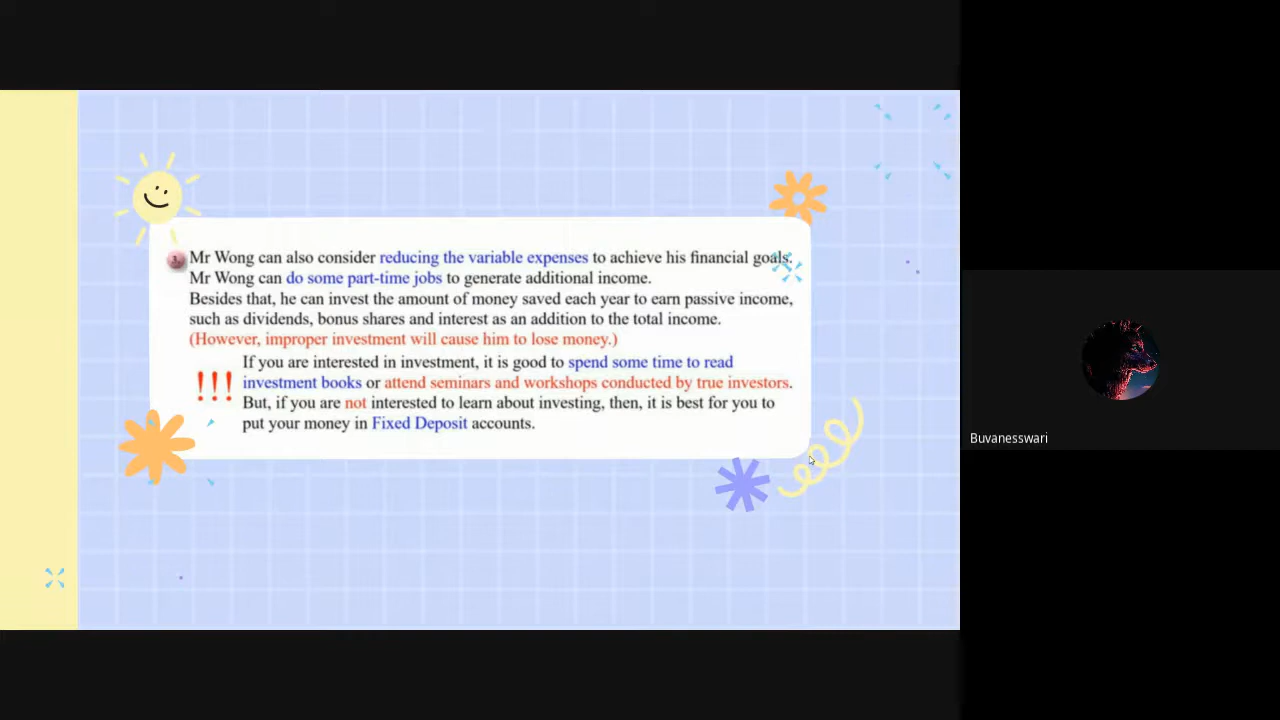 Mr Wong can also consider reducing the variable expenses to achieve his financial goals.
Mr Wong can do some part-time jobs to generate additional income.
Besides that, he can invest the amount of money saved each year to earn passive income,
such as dividends, bonus shares and interest as an addition to the total income.
(However, improper investment will cause him to lose money.)
If you are interested in investment, it is good to spend some time to read
!!! investment books or attend seminars and workshops conducted by true investors.
But, if you are not interested to learn about investing, then, it is best for you to
put your money in Fixed Deposit accounts.
Buvanesswari